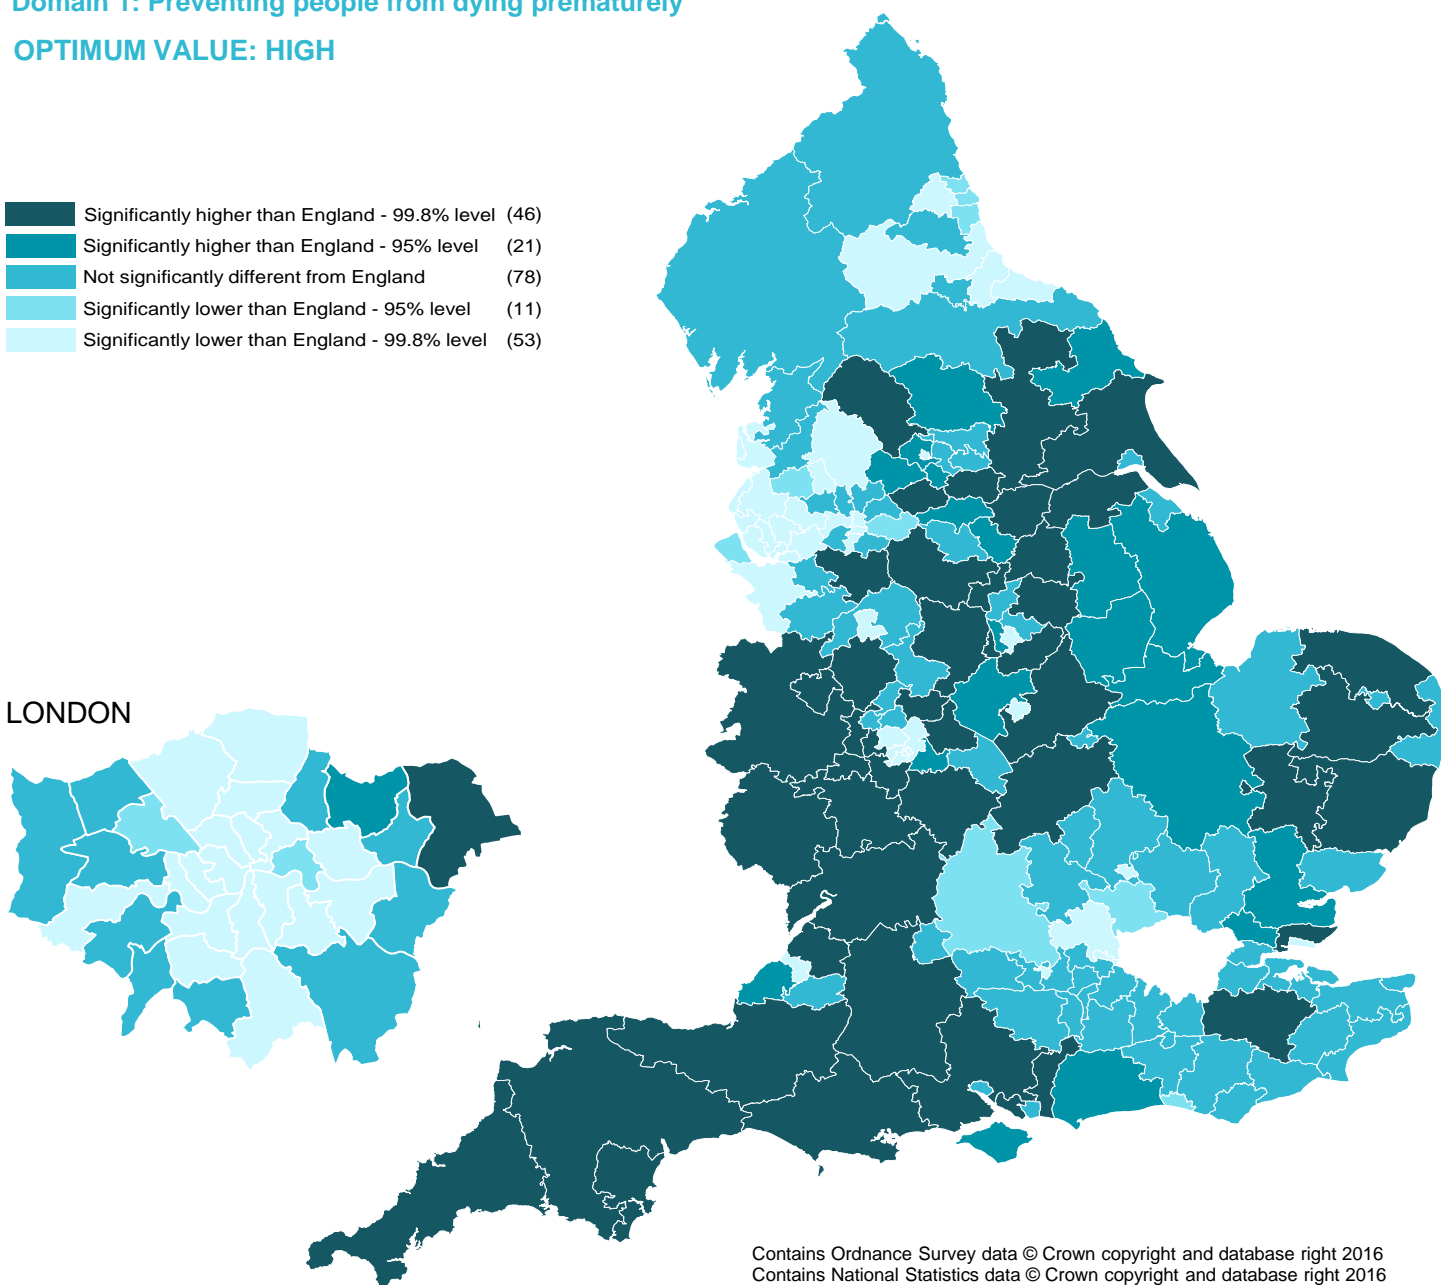 Domain 1: Preventing people from dying prematurely
OPTIMUM VALUE: HIGH
Significantly higher than England - 99.8% level (46)
Significantly higher than England - 95% level (21)
Not significantly different from England (78)
Significantly lower than England - 95% level (11)
Significantly lower than England - 99.8% level (53)
LONDON
Contains Ordnance Survey data © Crown copyright and database right 2016
Contains National Statistics data © Crown copyright and database right 2016